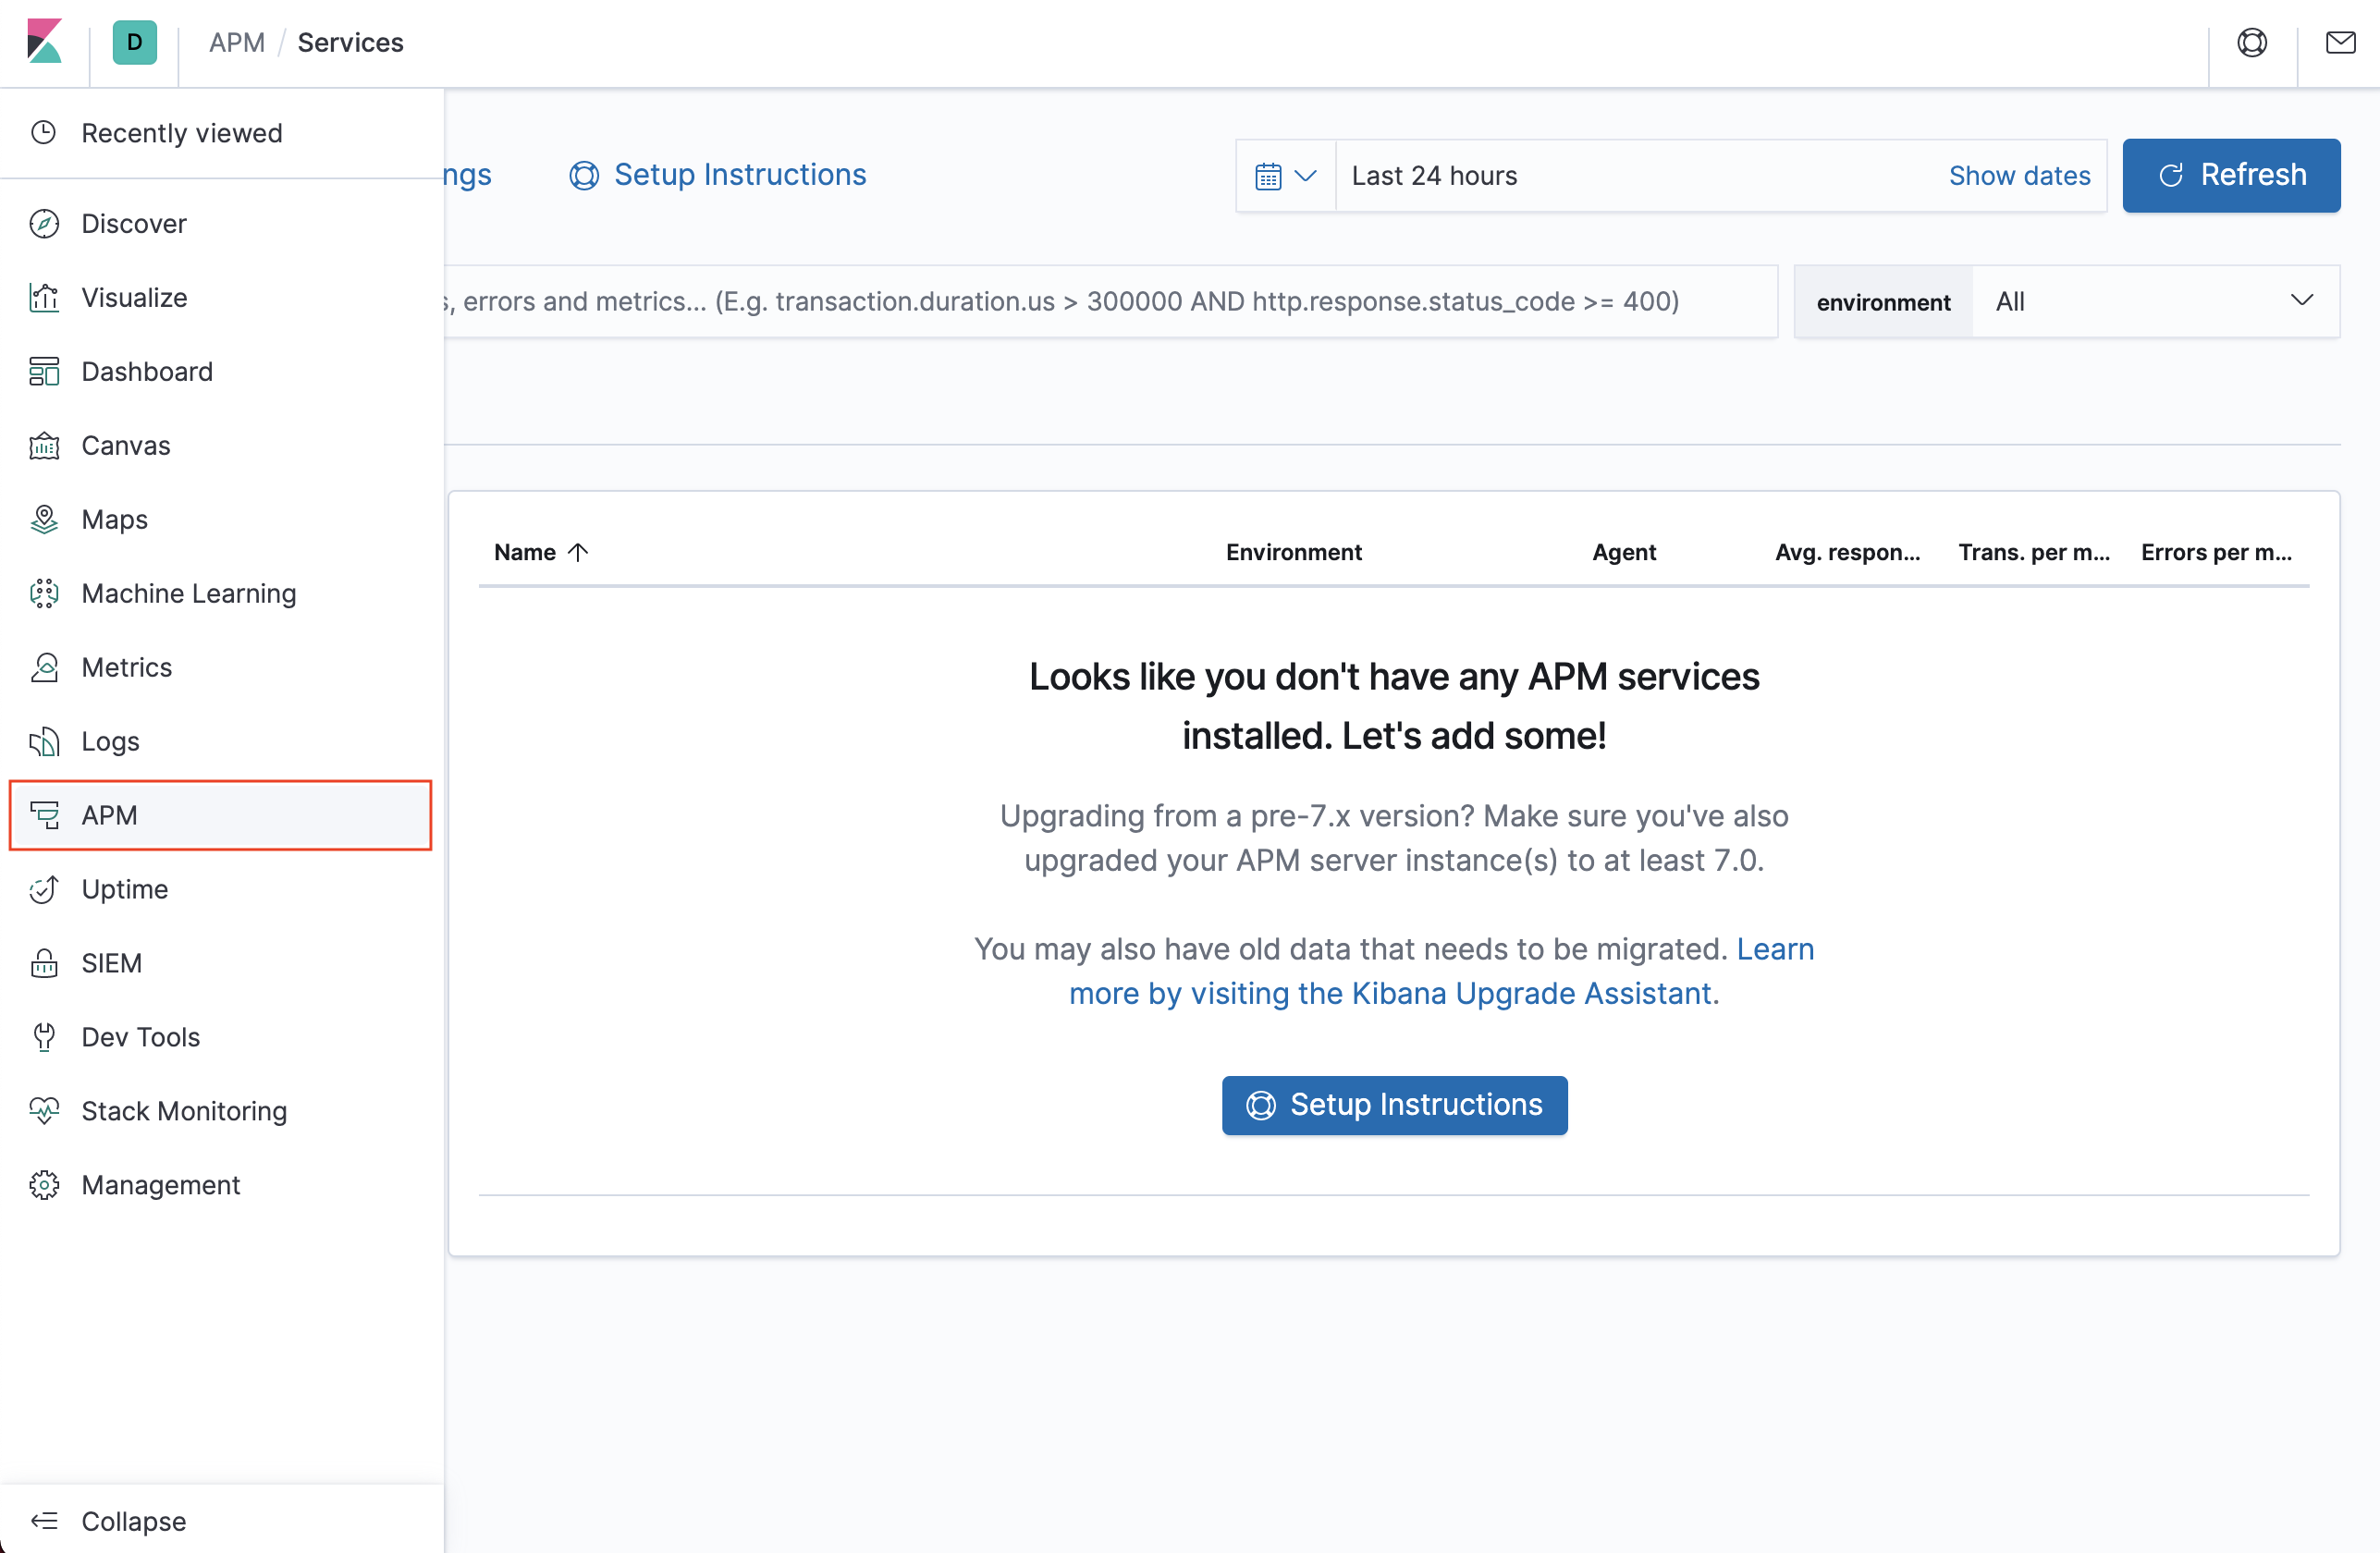 D
APM / Services
Recently viewed
ngs
Setup Instructions
Last 24 hours
Show dates
Refresh
Discover
Visualize
Dashboard
Canvas
Maps
Machine Learning
Metrics
Logs
APM
Uptime
SIEM
Dev Tools
Stack Monitoring
Management
Collapse
, errors and metrics... (E.g. transaction.duration.us > 300000 AND http.response.status_code >= 400)
environment
All
Name
Environment
Agent
Avg. respon...
Trans. per m...
Errors per m...
Looks like you don't have any APM services
installed. Let's add some!
Upgrading from a pre-7.x version? Make sure you've also
upgraded your APM server instance(s) to at least 7.0.
You may also have old data that needs to be migrated. Learn
more by visiting the Kibana Upgrade Assistant.
Setup Instructions